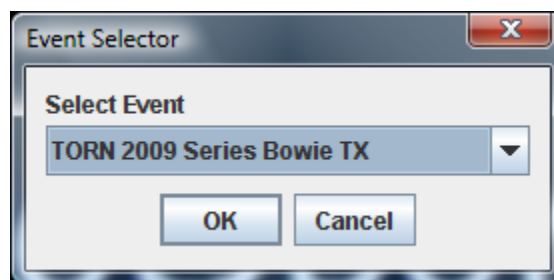 Event Selector
Select Event
TORN 2009 Series Bowie TX
OK Cancel